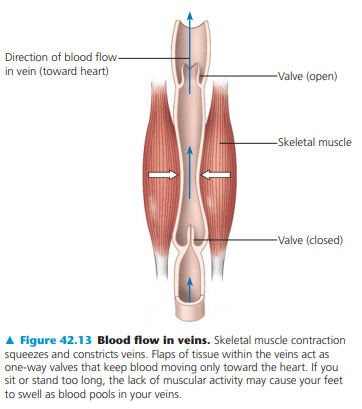 Direction of blood flow
in vein (toward heart)
Valve (open)
Skeletal muscle
Valve (closed)
▲ Figure 42.13 Blood flow in veins. Skeletal muscle contraction
squeezes and constricts veins. Flaps of tissue within the veins act as
one-way valves that keep blood moving only toward the heart. If you
sit or stand too long, the lack of muscular activity may cause your feet
to swell as blood pools in your veins.